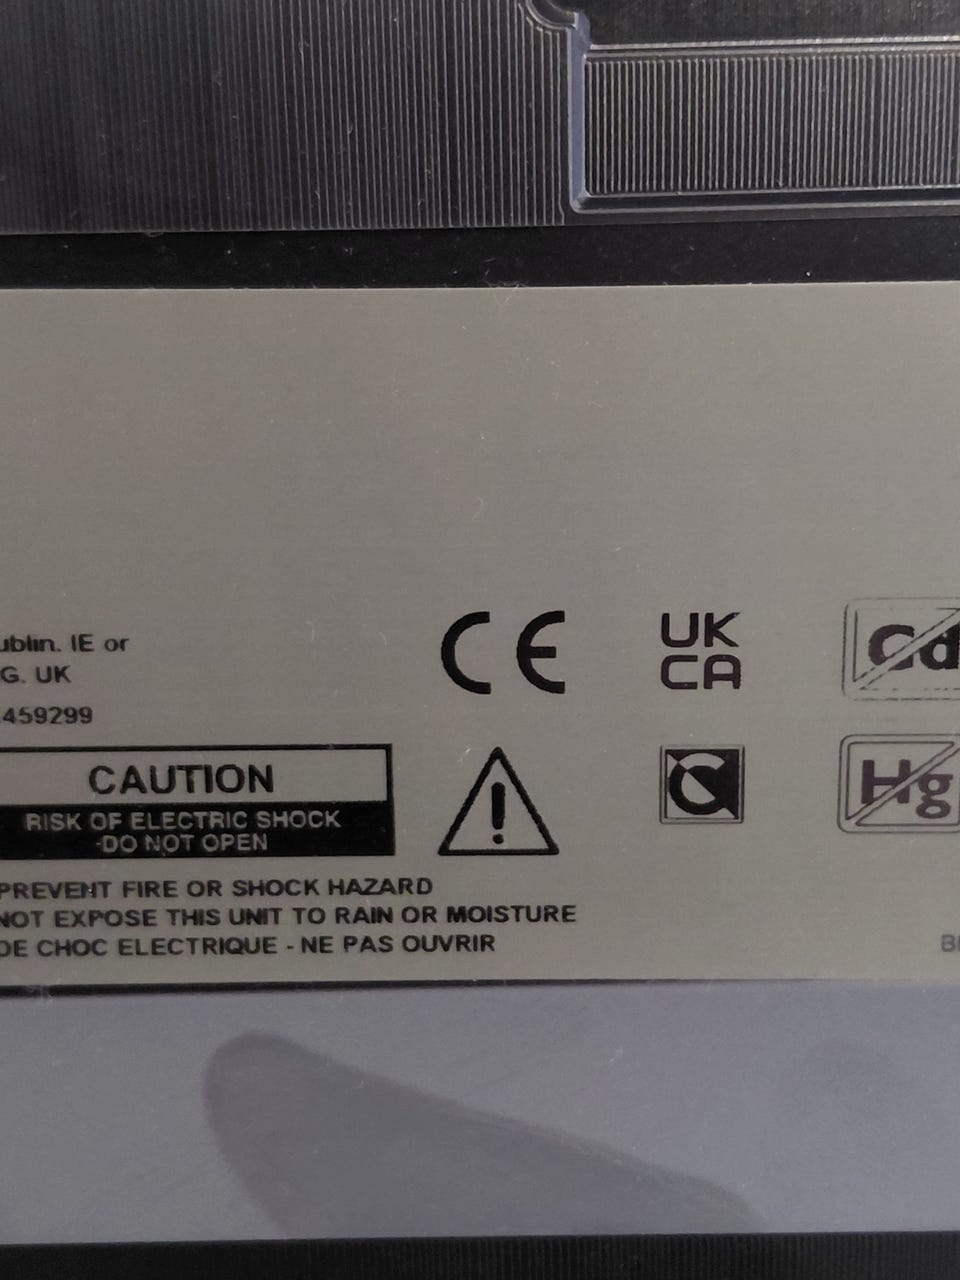 ublin. IE or
G. UK
459299
CE
UK
CA
Cd
CAUTION
RISK OF ELECTRIC SHOCK
-DO NOT OPEN
!
C
Hg
PREVENT FIRE OR SHOCK HAZARD
NOT EXPOSE THIS UNIT TO RAIN OR MOISTURE
DE CHOC ELECTRIQUE - NE PAS OUVRIR